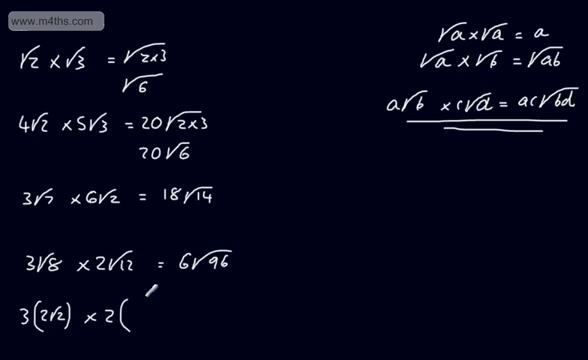 www.m4ths.com
√2 × √3 = √2×3
√6
4√2 × 5√3 = 20√2×3
20√6
3√7 × 6√2 = 18√14
3√8 × 2√12 = 6√96
3(2√2) × 2(
√a × √a = a
√a × √b = √ab
a√b × c√d = ac√bd